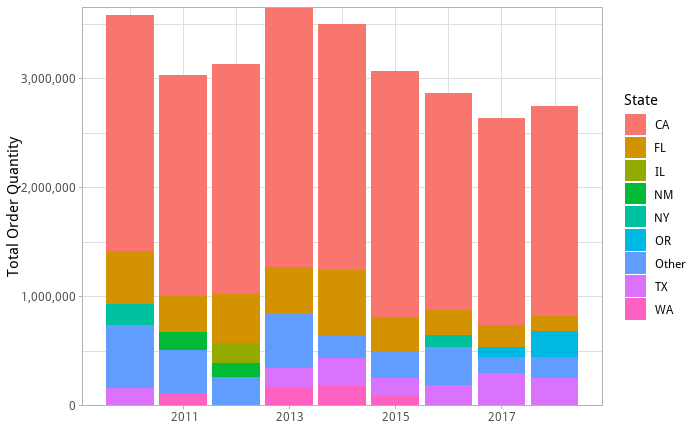 Total Order Quantity
3,000,000
2,000,000
1,000,000
0
2011
2013
2015
2017
State
CA
FL
IL
NM
NY
OR
Other
TX
WA